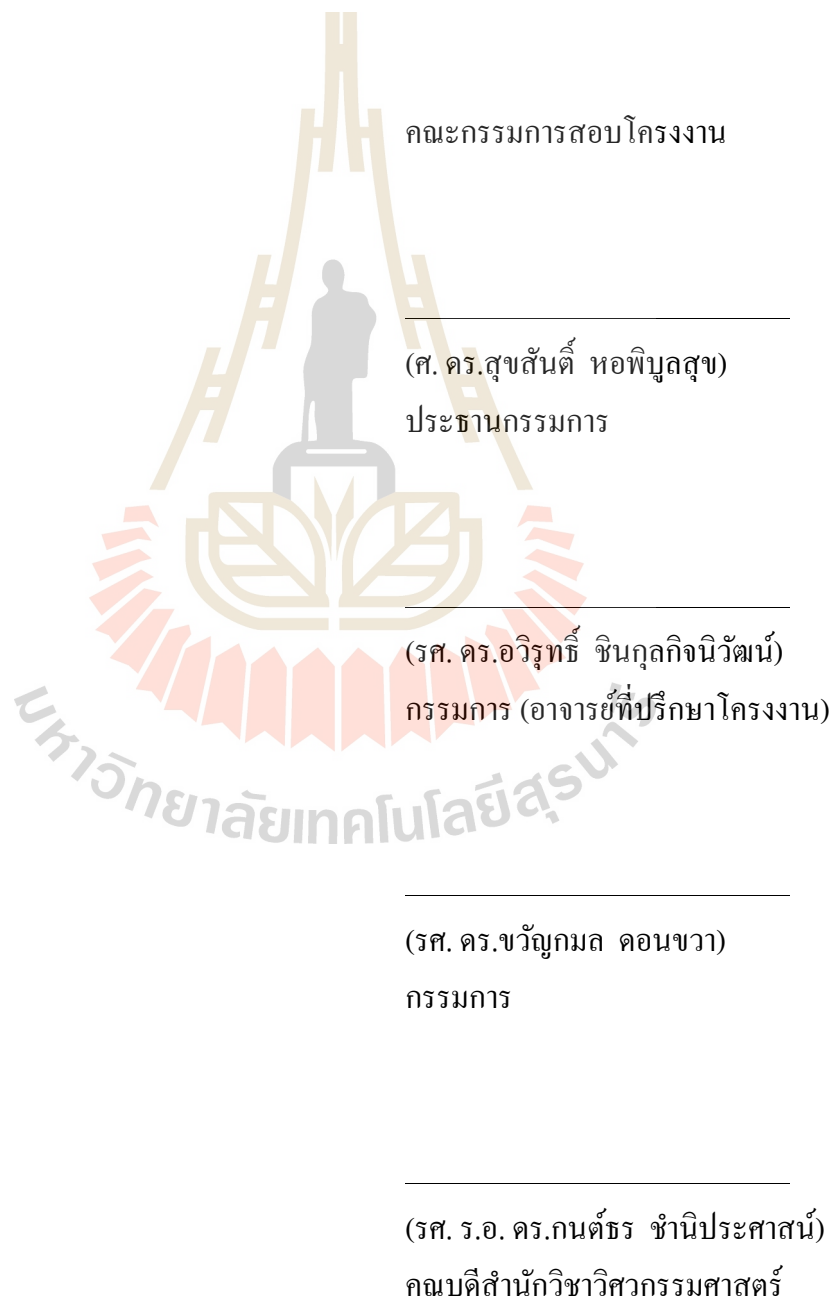 คณะกรรมการสอบโครงงาน
(ศ. ดร.สุขสันติ์ หอพิบูลสุข)
ประธานกรรมการ
(รศ. ดร.อวิรุทธิ์ ชินกุลกิจนิวัฒน์)
กรรมการ (อาจารย์ที่ปรึกษาโครงงาน)
มหาวิทยาลัยเทคโนโลยีสุรนารี
(รศ. ดร.ขวัญกมล ดอนขวา)
กรรมการ
(รศ. ร.อ. ดร.กนต์ธร ชำนิประศาสน์)
คณบดีสำนักวิชาวิศวกรรมศาสตร์